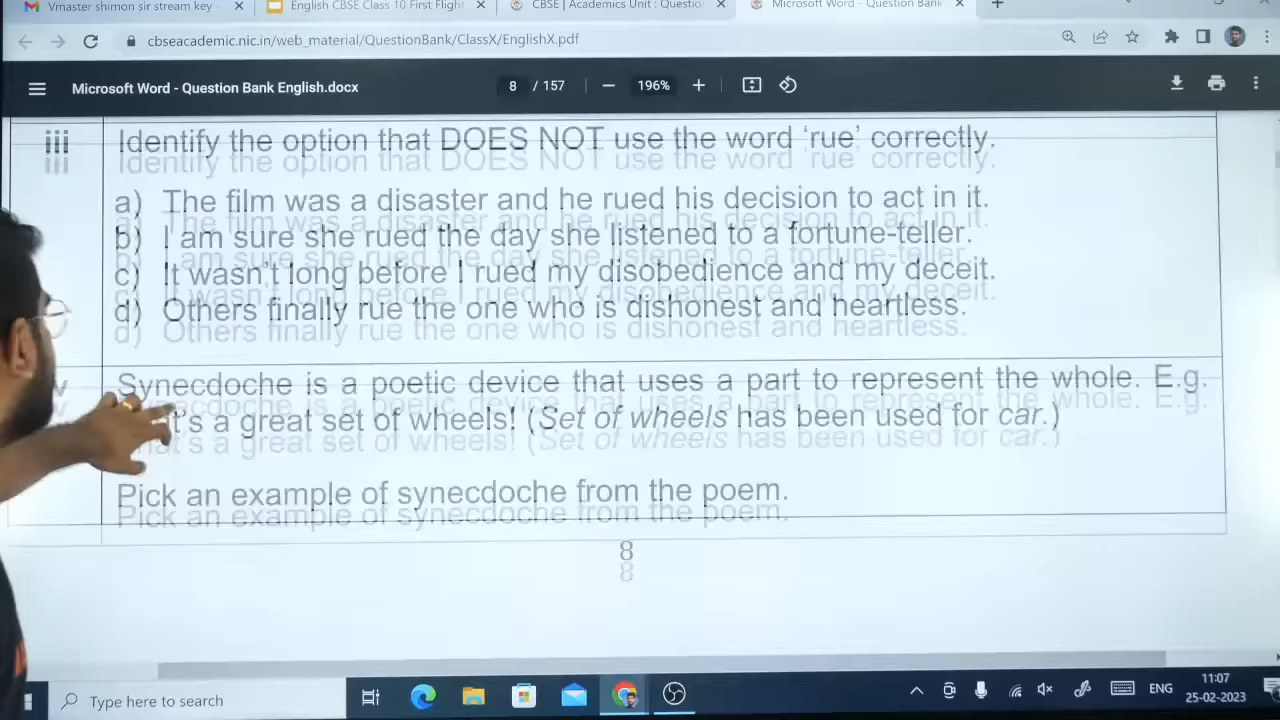 Vmaster shimon sir stream key -
English CBSE Class 10 First Flight
CBSE | Academics Unit : Question
Microsoft Word - Question Bank
cbseacademic.nic.in/web_material/QuestionBank/ClassX/EnglishX.pdf
Microsoft Word - Question Bank English.docx
8 / 157
196%
iii Identify the option that DOES NOT use the word ‘rue’ correctly.
a) The film was a disaster and he rued his decision to act in it.
b) I am sure she rued the day she listened to a fortune-teller.
c) It wasn’t long before I rued my disobedience and my deceit.
d) Others finally rue the one who is dishonest and heartless.
Synecdoche is a poetic device that uses a part to represent the whole. E.g.
's a great set of wheels! (Set of wheels has been used for car.)
Pick an example of synecdoche from the poem.
8
Type here to search
ENG
11:07
25-02-2023